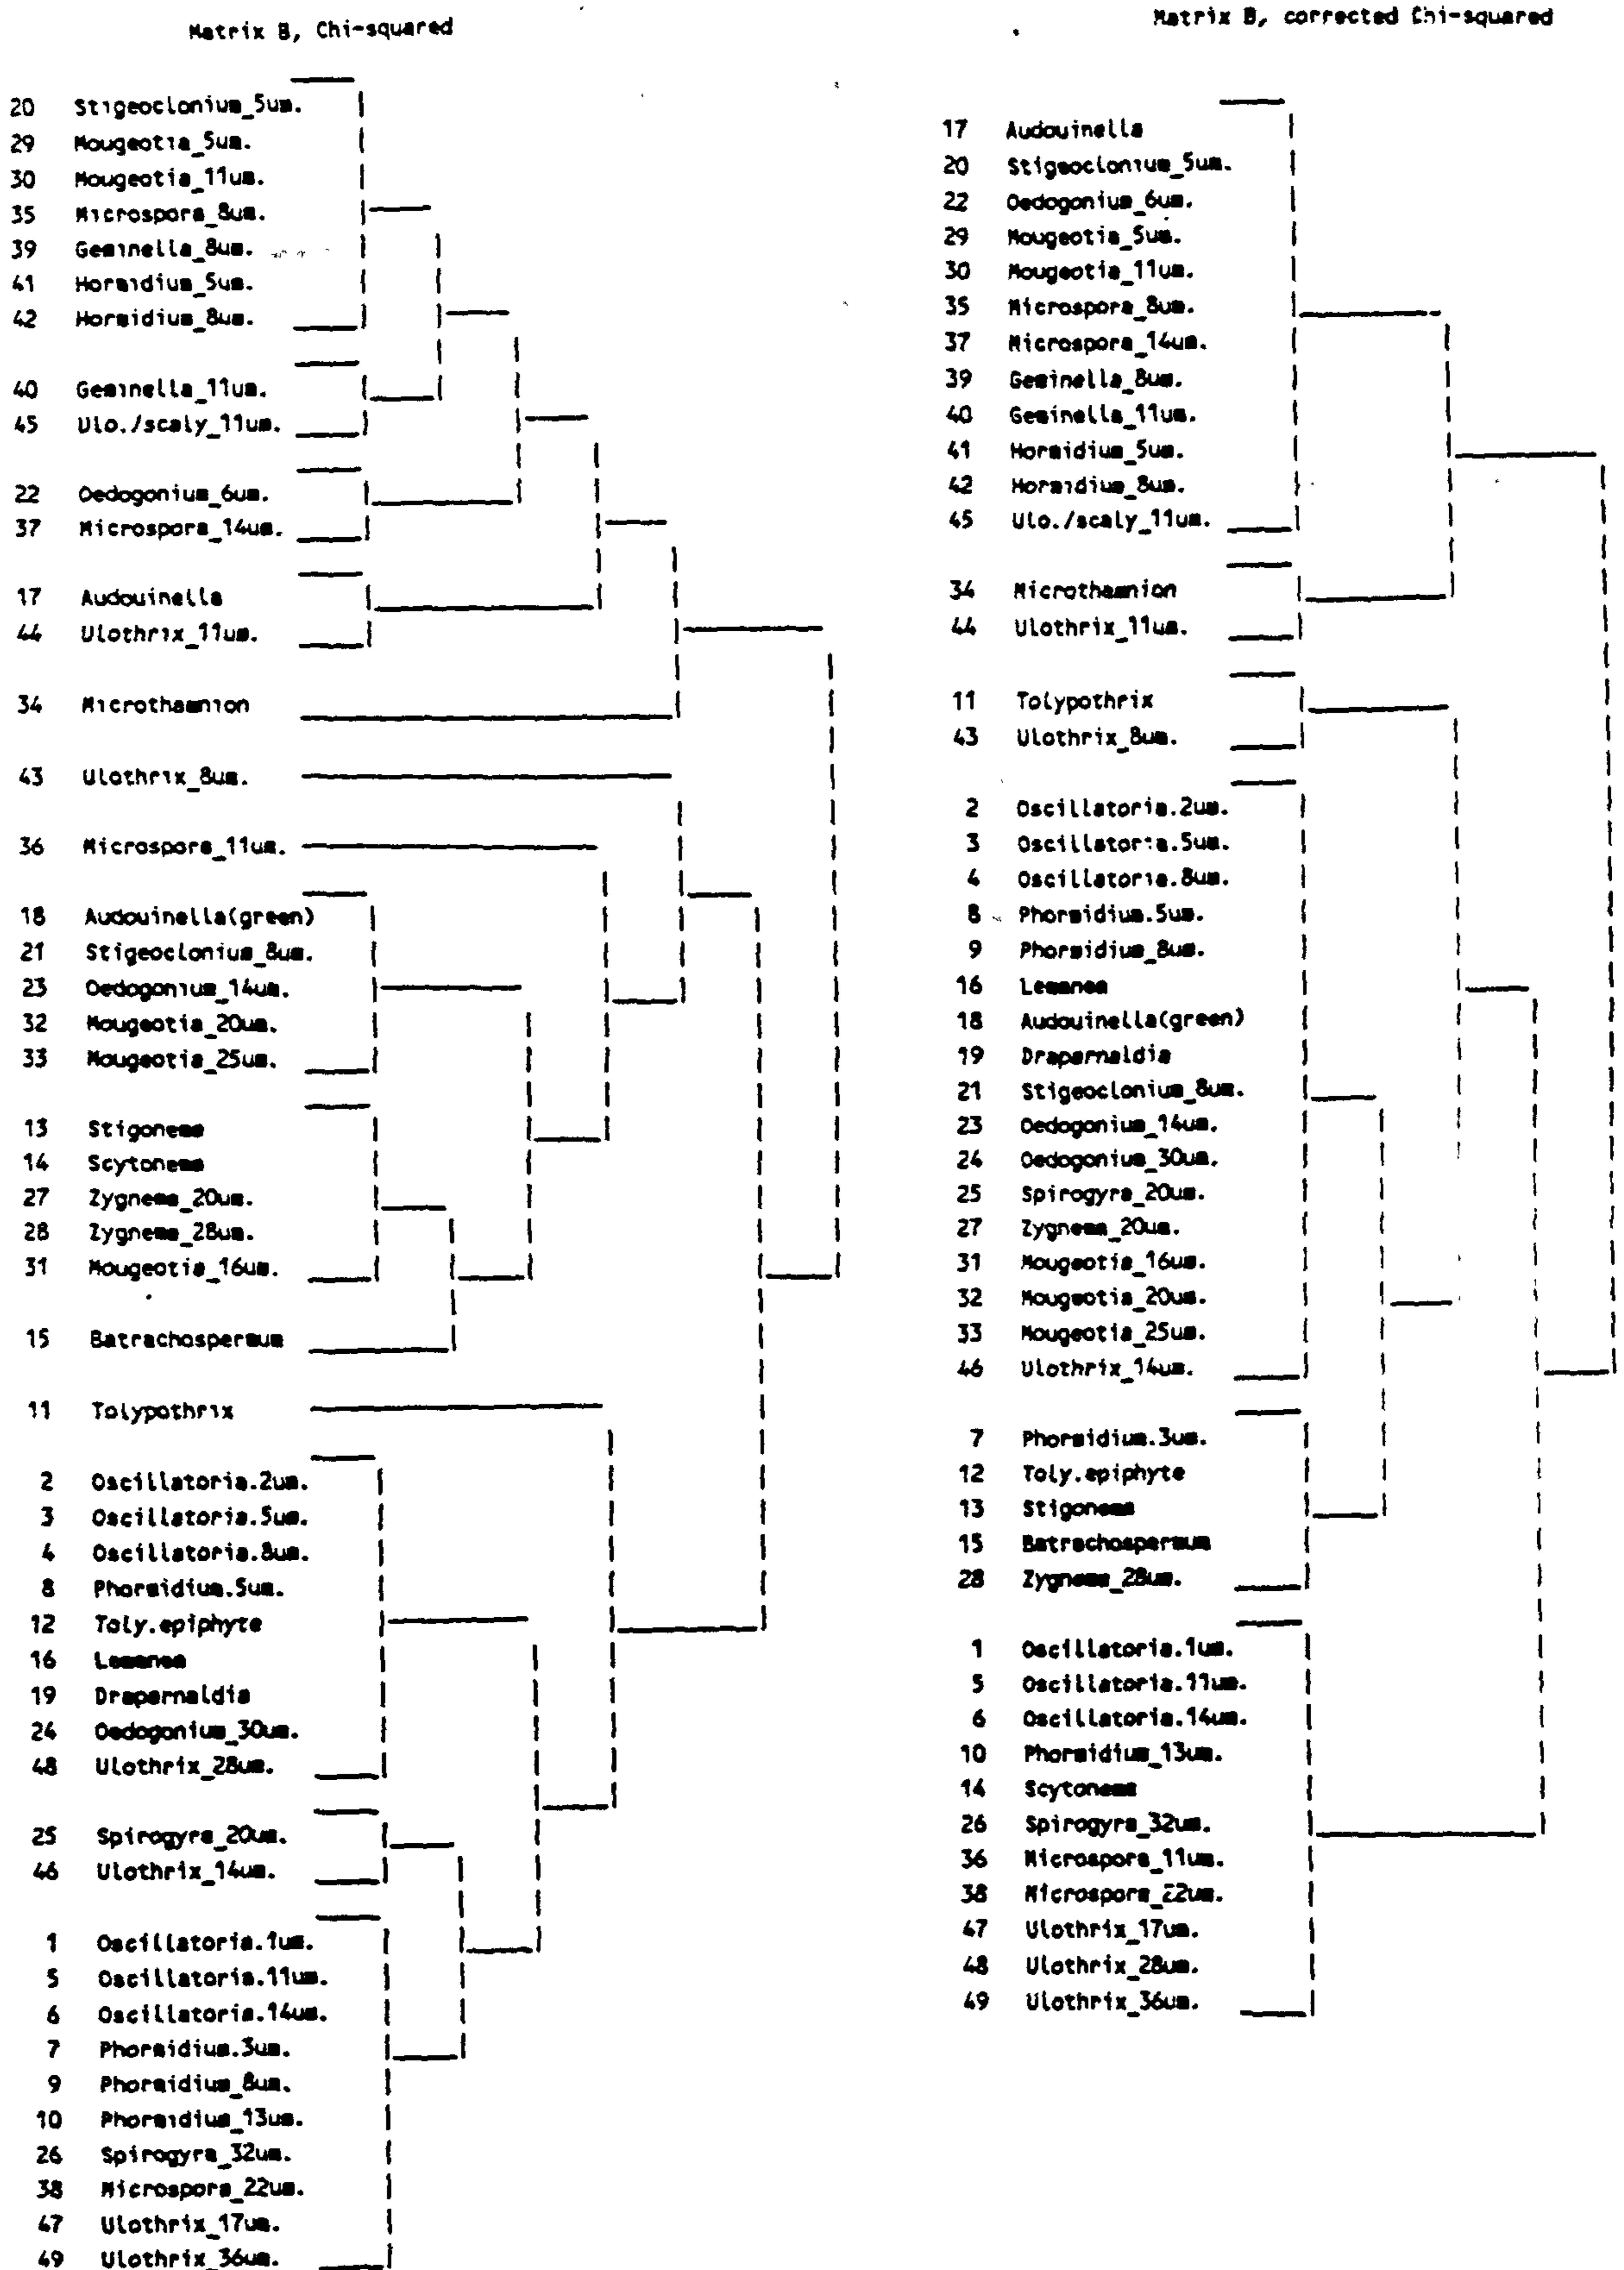 Matrix B, Chi-squared
20 Stigeoclonium_5um.
29 Mougeotia_5um.
30 Mougeotia_11um.
35 Microspora_8um.
39 Geminella_8um.
41 Hormidium_5um.
42 Hormidium_8um.
40 Geminella_11um.
45 Ulo./scaly_11um.
22 Oedogonium_6um.
37 Microspora_14um.
17 Audouinella
44 Ulothrix_11um.
34 Microthamnion
43 Ulothrix_8um.
36 Microspora_11um.
18 Audouinella(green)
21 Stigeoclonium_8um.
23 Oedogonium_14um.
32 Mougeotia_20um.
33 Mougeotia_25um.
13 Stigonema
14 Scytonema
27 Zygnema_20um.
28 Zygnema_28um.
31 Mougeotia_16um.
15 Batrachospermum
11 Tolypothrix
2 Oscillatoria.2um.
3 Oscillatoria.5um.
4 Oscillatoria.8um.
8 Phormidium.5um.
12 Toly.epiphyte
16 Lemanea
19 Draparnaldia
24 Oedogonium_30um.
48 Ulothrix_28um.
25 Spirogyra_20um.
46 Ulothrix_14um.
1 Oscillatoria.1um.
5 Oscillatoria.11um.
6 Oscillatoria.14um.
7 Phormidium.3um.
9 Phormidium_8um.
10 Phormidium_13um.
26 Spirogyra_32um.
38 Microspora_22um.
47 Ulothrix_17um.
49 Ulothrix_36um.
Matrix B, corrected Chi-squared
17 Audouinella
20 Stigeoclonium_5um.
22 Oedogonium_6um.
29 Mougeotia_5um.
30 Mougeotia_11um.
35 Microspora_8um.
37 Microspora_14um.
39 Geminella_8um.
40 Geminella_11um.
41 Hormidium_5um.
42 Hormidium_8um.
45 Ulo./scaly_11um.
34 Microthamnion
44 Ulothrix_11um.
11 Tolypothrix
43 Ulothrix_8um.
2 Oscillatoria.2um.
3 Oscillatoria.5um.
4 Oscillatoria.8um.
8 Phormidium.5um.
9 Phormidium_8um.
16 Lemanea
18 Audouinella(green)
19 Draparnaldia
21 Stigeoclonium_8um.
23 Oedogonium_14um.
24 Oedogonium_30um.
25 Spirogyra_20um.
27 Zygnema_20um.
31 Mougeotia_16um.
32 Mougeotia_20um.
33 Mougeotia_25um.
46 Ulothrix_14um.
7 Phormidium.3um.
12 Toly.epiphyte
13 Stigonema
15 Batrachospermum
28 Zygnema_28um.
1 Oscillatoria.1um.
5 Oscillatoria.11um.
6 Oscillatoria.14um.
10 Phormidium_13um.
14 Scytonema
26 Spirogyra_32um.
36 Microspora_11um.
38 Microspora_22um.
47 Ulothrix_17um.
48 Ulothrix_28um.
49 Ulothrix_36um.